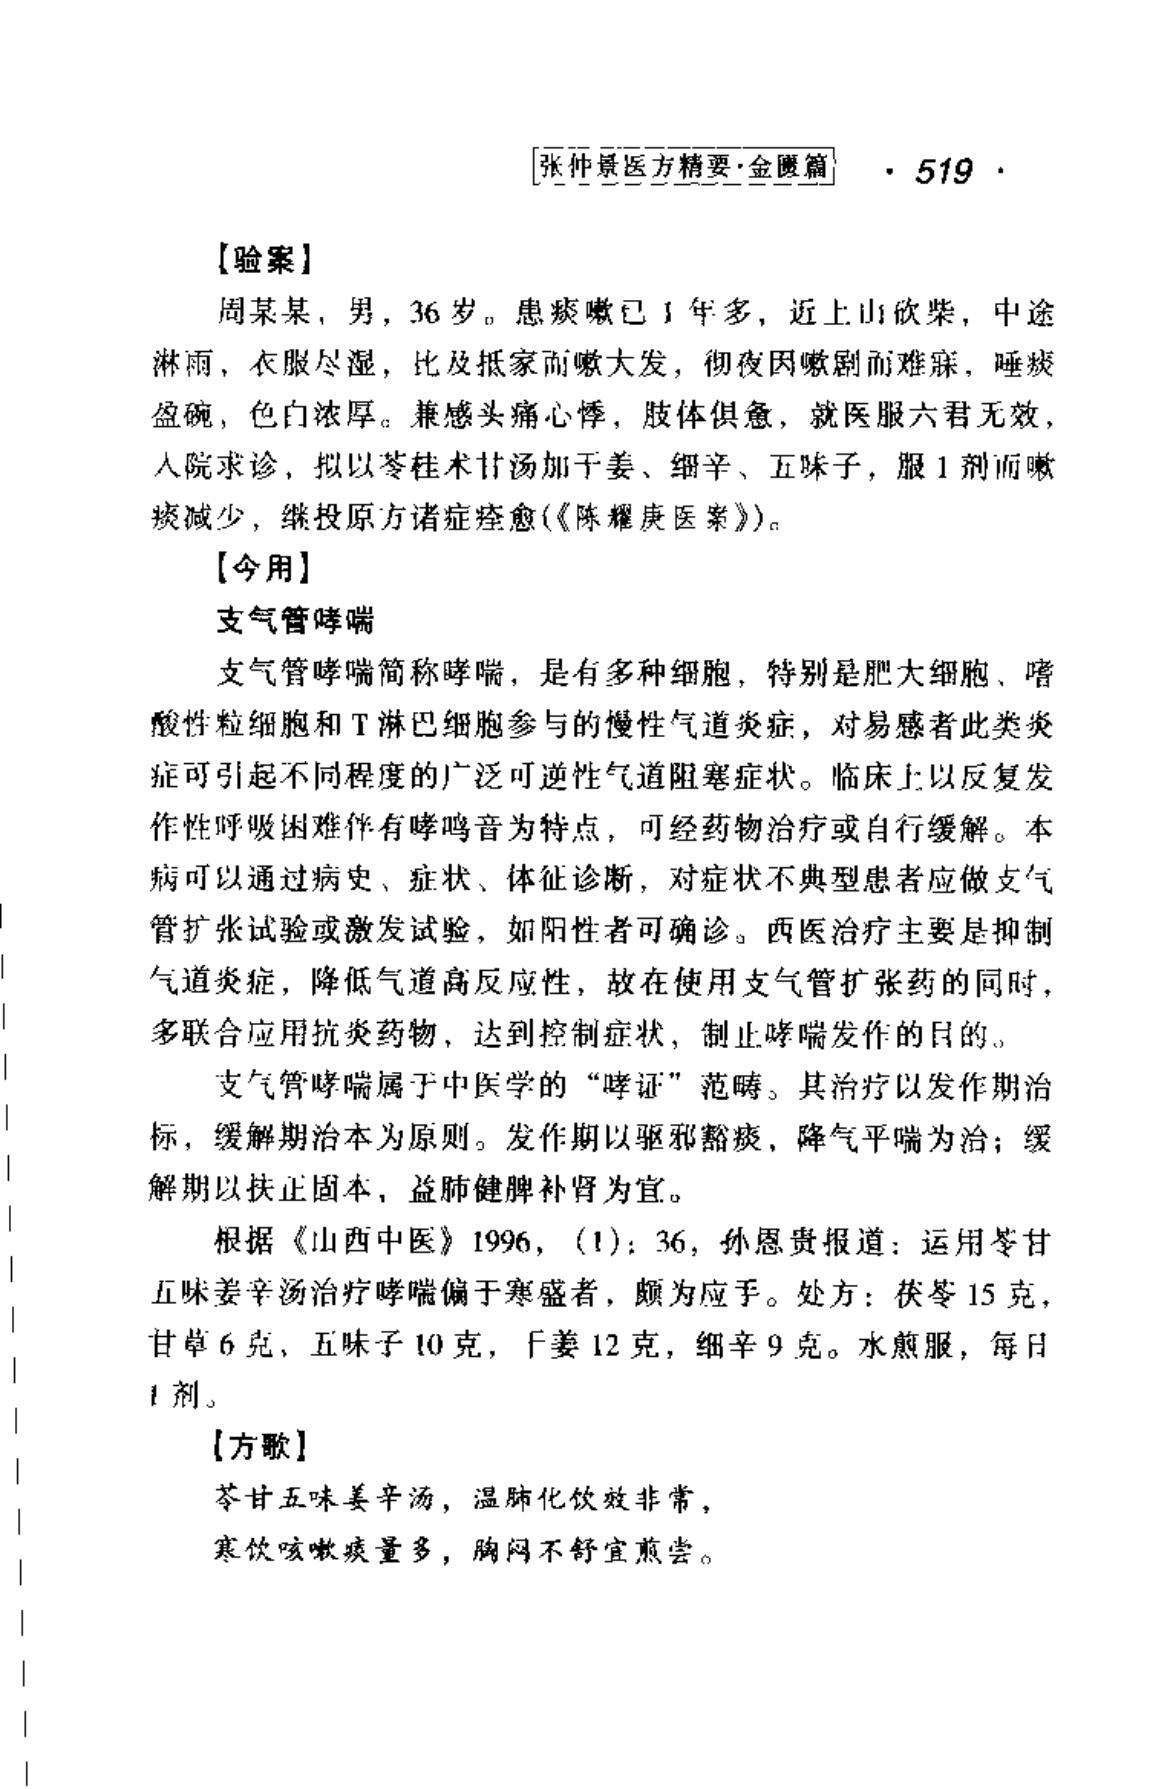 张仲景医方精要·金匮篇 · 519 ·
【验案】
周某某，男，36岁。患痰嗽已1年多，近上山砍柴，中途
淋雨，衣服尽湿，比及抵家而嗽大发，彻夜因嗽剧而难寐，唾痰
盈碗，色白浓厚。兼感头痛心悸，肢体俱惫，就医服六君无效，
入院求诊，拟以苓桂术甘汤加干姜、细辛、五味子，服1剂而嗽
痰减少，继投原方诸症痊愈(《陈耀庚医案》)。
【今用】
支气管哮喘
支气管哮喘简称哮喘，是有多种细胞，特别是肥大细胞、嗜
酸性粒细胞和T淋巴细胞参与的慢性气道炎症，对易感者此类炎
症可引起不同程度的广泛可逆性气道阻塞症状。临床上以反复发
作性呼吸困难伴有哮鸣音为特点，可经药物治疗或自行缓解。本
病可以通过病史、症状、体征诊断，对症状不典型患者应做支气
管扩张试验或激发试验，如阳性者可确诊。西医治疗主要是抑制
气道炎症，降低气道高反应性，故在使用支气管扩张药的同时，
多联合应用抗炎药物，达到控制症状，制止哮喘发作的目的。
支气管哮喘属于中医学的“哮证”范畴。其治疗以发作期治
标，缓解期治本为原则。发作期以驱邪豁痰，降气平喘为治；缓
解期以扶正固本，益肺健脾补肾为宜。
根据《山西中医》1996，(1)：36，孙恩贵报道：运用苓甘
五味姜辛汤治疗哮喘偏于寒盛者，颇为应手。处方：茯苓15克，
甘草6克，五味子10克，干姜12克，细辛9克。水煎服，每日
1剂。
【方歌】
苓甘五味姜辛汤，温肺化饮效非常，
寒饮咳嗽痰量多，胸闷不舒宜煎尝。